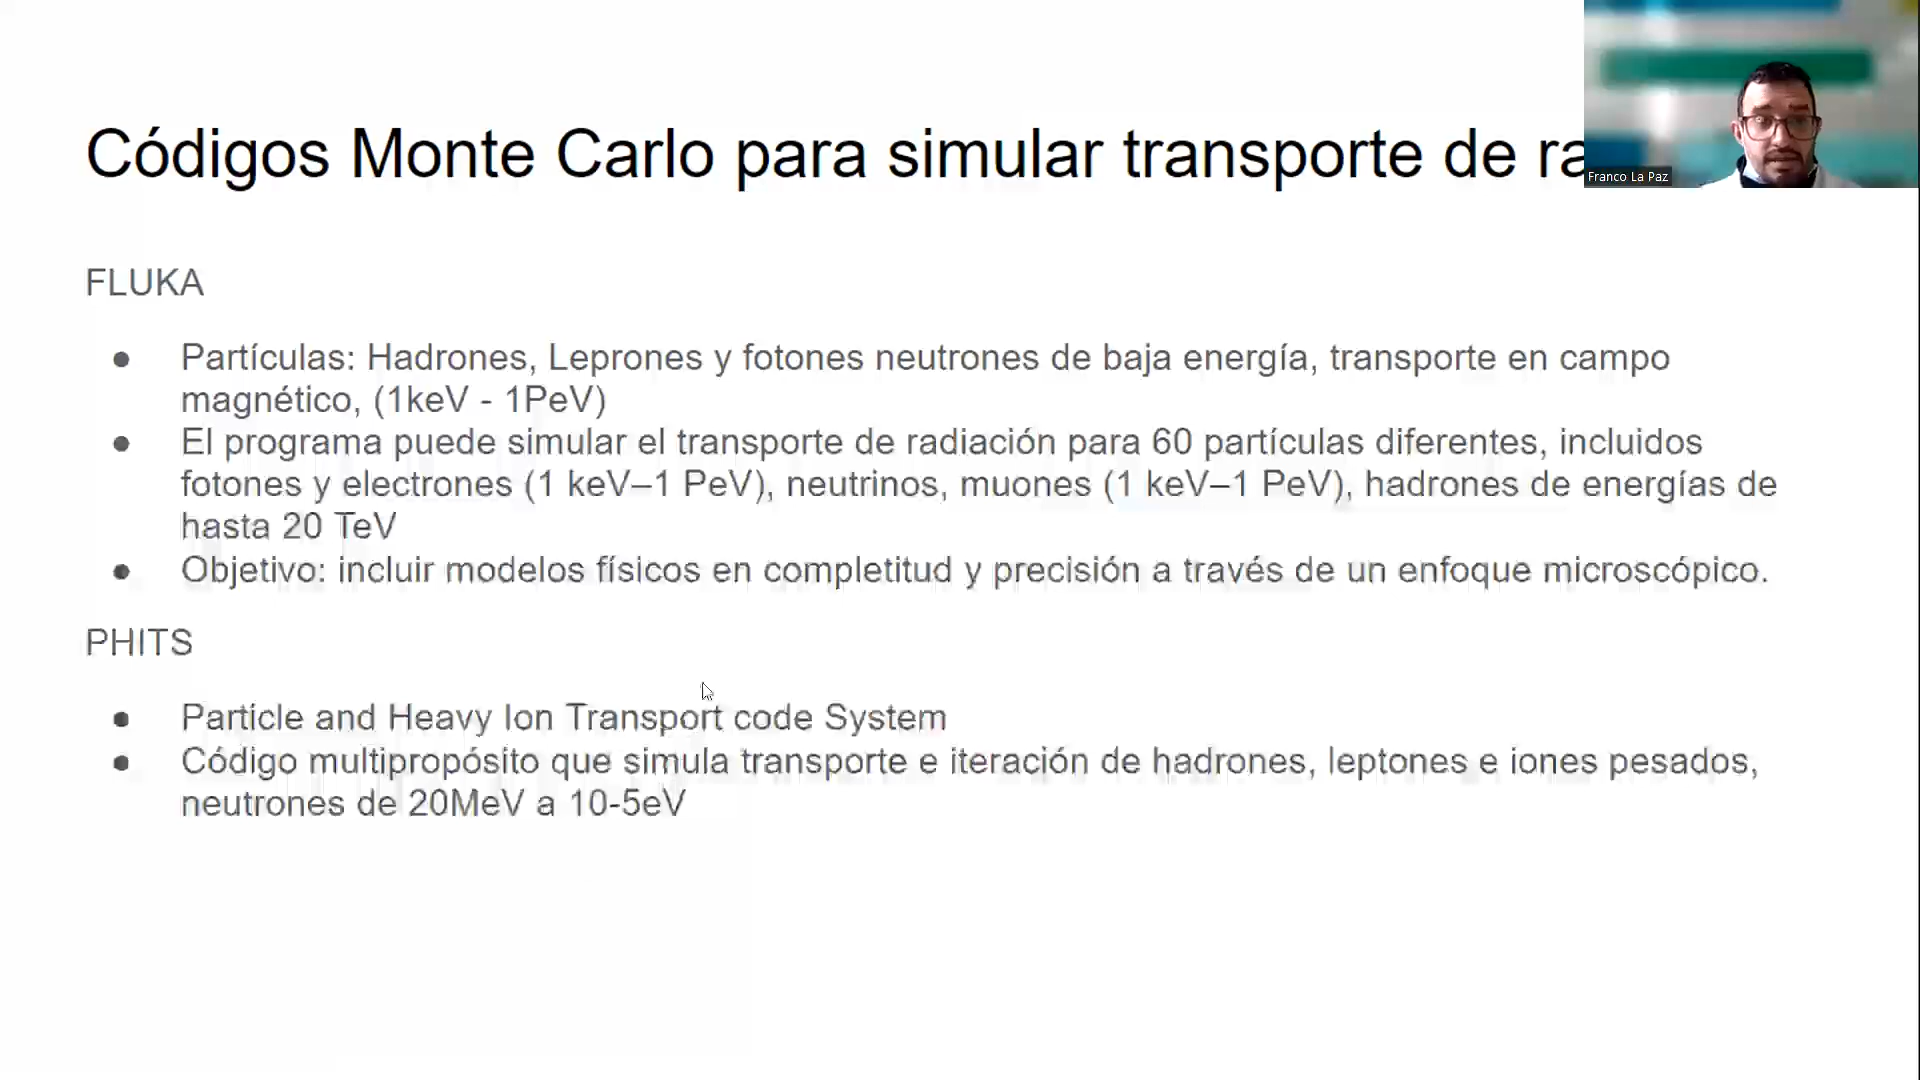 Códigos Monte Carlo para simular transporte de
Franco La Paz
FLUKA
● Partículas: Hadrones, Leprones y fotones neutrones de baja energía, transporte en campo
magnético, (1keV - 1PeV)
● El programa puede simular el transporte de radiación para 60 partículas diferentes, incluidos
fotones y electrones (1 keV–1 PeV), neutrinos, muones (1 keV–1 PeV), hadrones de energías de
hasta 20 TeV
● Objetivo: incluir modelos físicos en completitud y precisión a través de un enfoque microscópico.
PHITS
● Particle and Heavy Ion Transport code System
● Código multipropósito que simula transporte e iteración de hadrones, leptones e iones pesados,
neutrones de 20MeV a 10-5eV